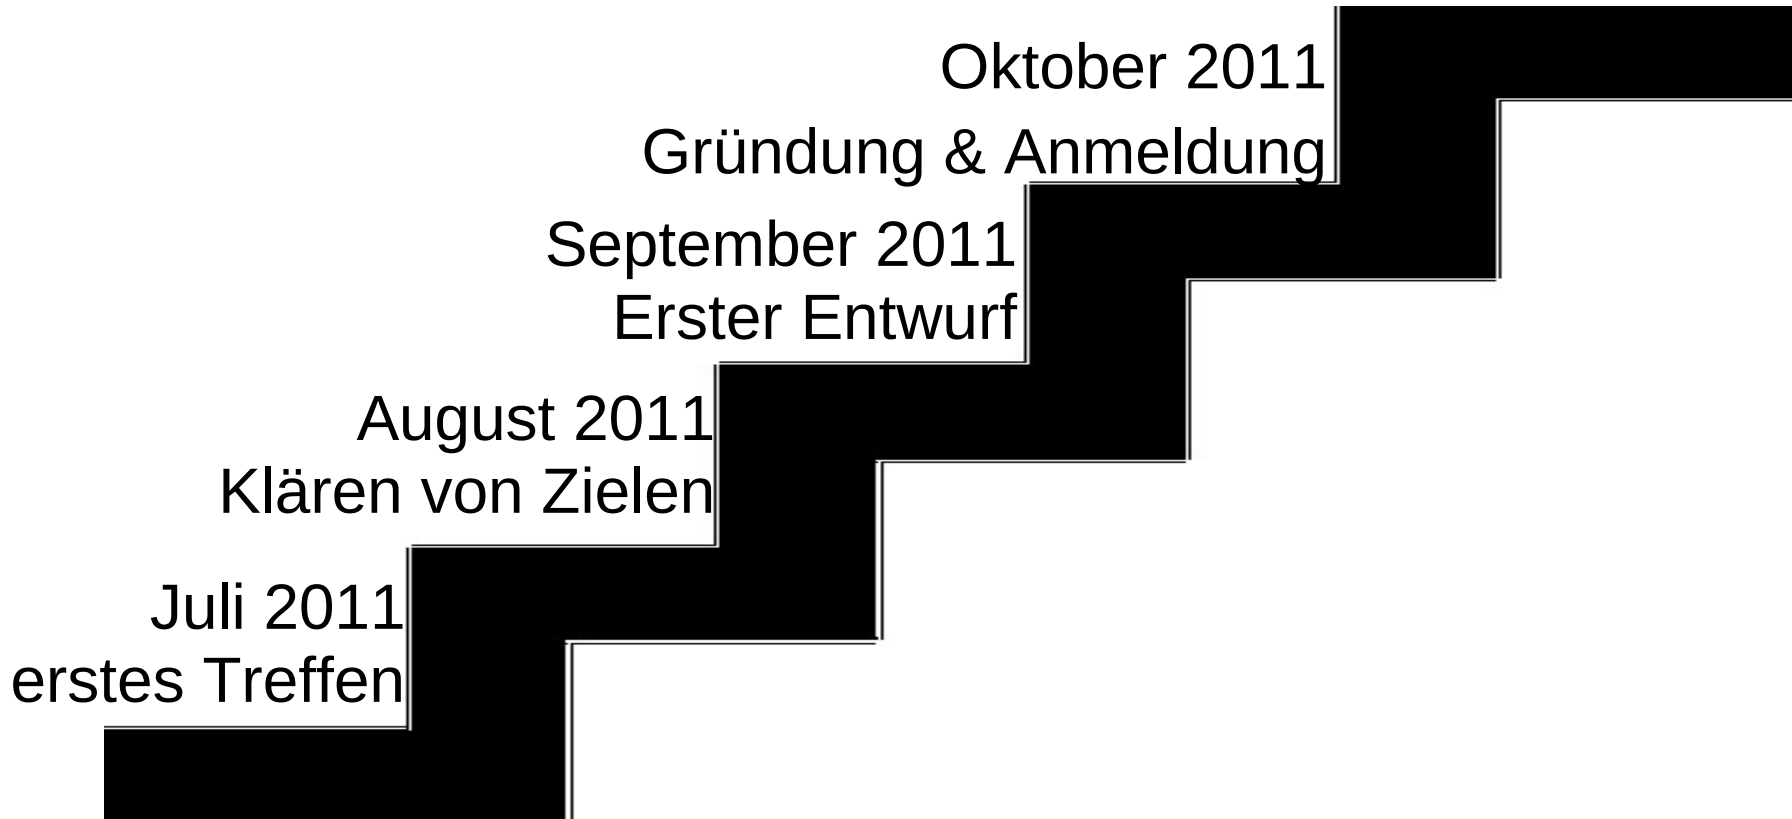 Oktober 2011
Gründung & Anmeldung
September 2011
Erster Entwurf
August 2011
Klären von Zielen
Juli 2011
erstes Treffen